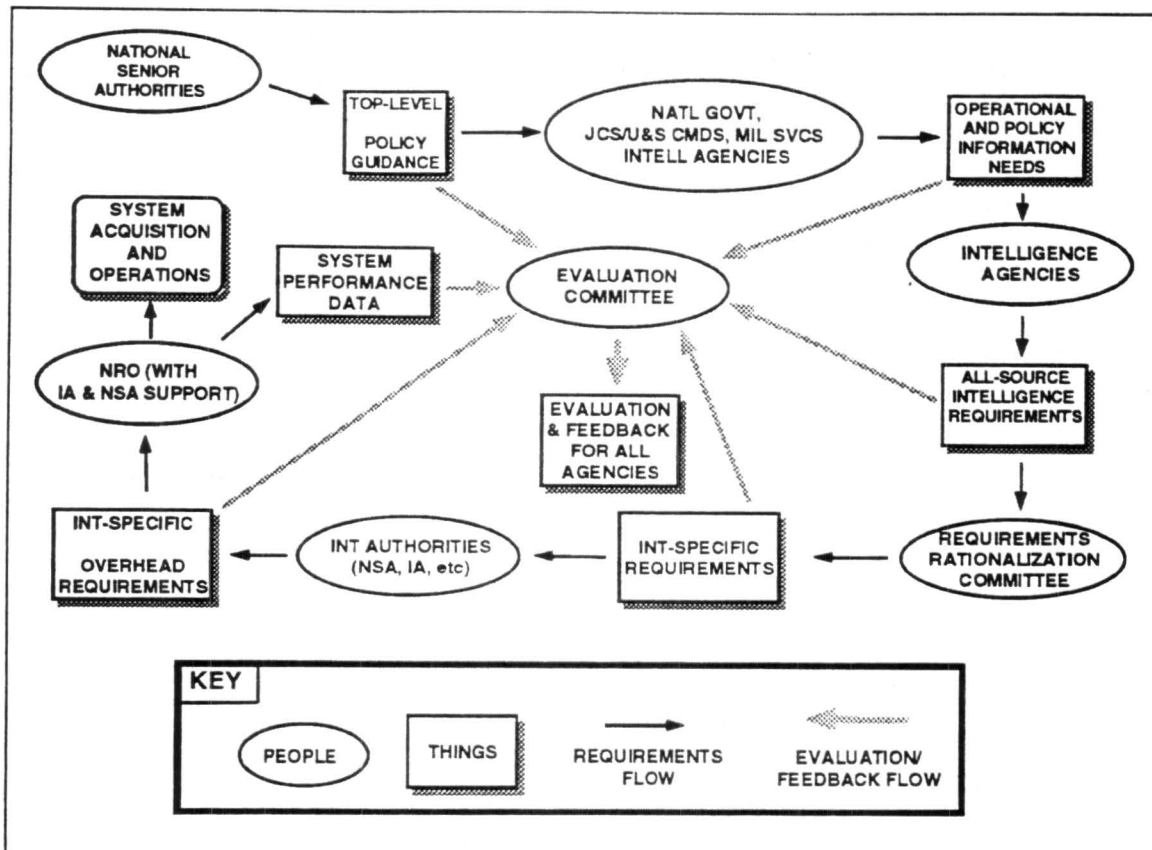 NATIONAL
SENIOR
AUTHORITIES
TOP-LEVEL
POLICY
GUIDANCE
NATL GOVT,
JCS/U&S CMDS, MIL SVCS
INTELL AGENCIES
OPERATIONAL
AND POLICY
INFORMATION
NEEDS
SYSTEM
ACQUISITION
AND
OPERATIONS
SYSTEM
PERFORMANCE
DATA
EVALUATION
COMMITTEE
INTELLIGENCE
AGENCIES
NRO (WITH
IA & NSA SUPPORT)
EVALUATION
& FEEDBACK
FOR ALL
AGENCIES
ALL-SOURCE
INTELLIGENCE
REQUIREMENTS
INT-SPECIFIC
OVERHEAD
REQUIREMENTS
INT AUTHORITIES
(NSA, IA, etc)
INT-SPECIFIC
REQUIREMENTS
REQUIREMENTS
RATIONALIZATION
COMMITTEE
KEY
PEOPLE
THINGS
REQUIREMENTS
FLOW
EVALUATION/
FEEDBACK FLOW